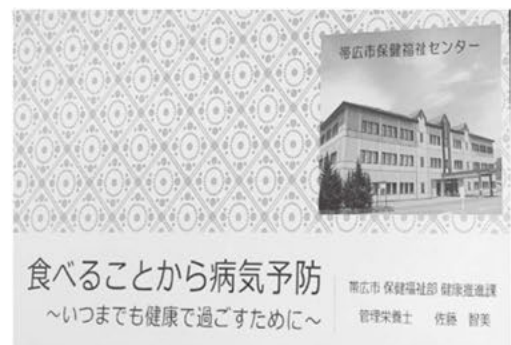 帯広市保健福祉センター
食べることから病気予防
～いつまでも健康で過ごすために～
帯広市 保健福祉部 健康推進課
管理栄養士 佐藤 智美